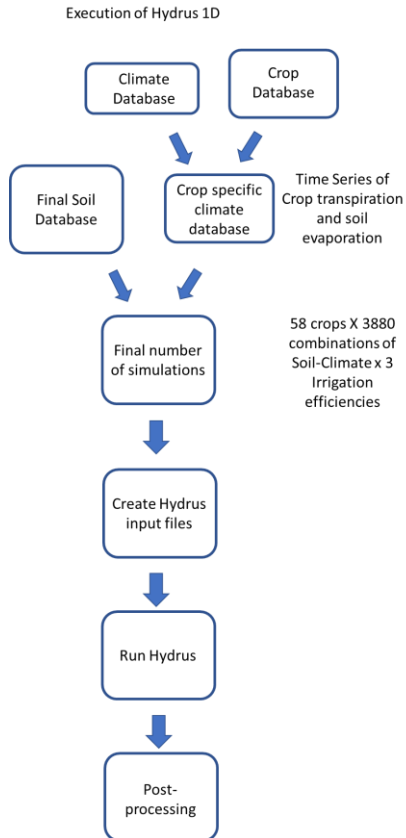 Execution of Hydrus 1D
Climate
Database
Crop
Database
Final Soil
Database
Crop specific
climate
database
Time Series of
Crop transpiration
and soil
evaporation
Final number
of simulations
58 crops X 3880
combinations of
Soil-Climate x 3
Irrigation
efficiencies
Create Hydrus
input files
Run Hydrus
Post-
processing